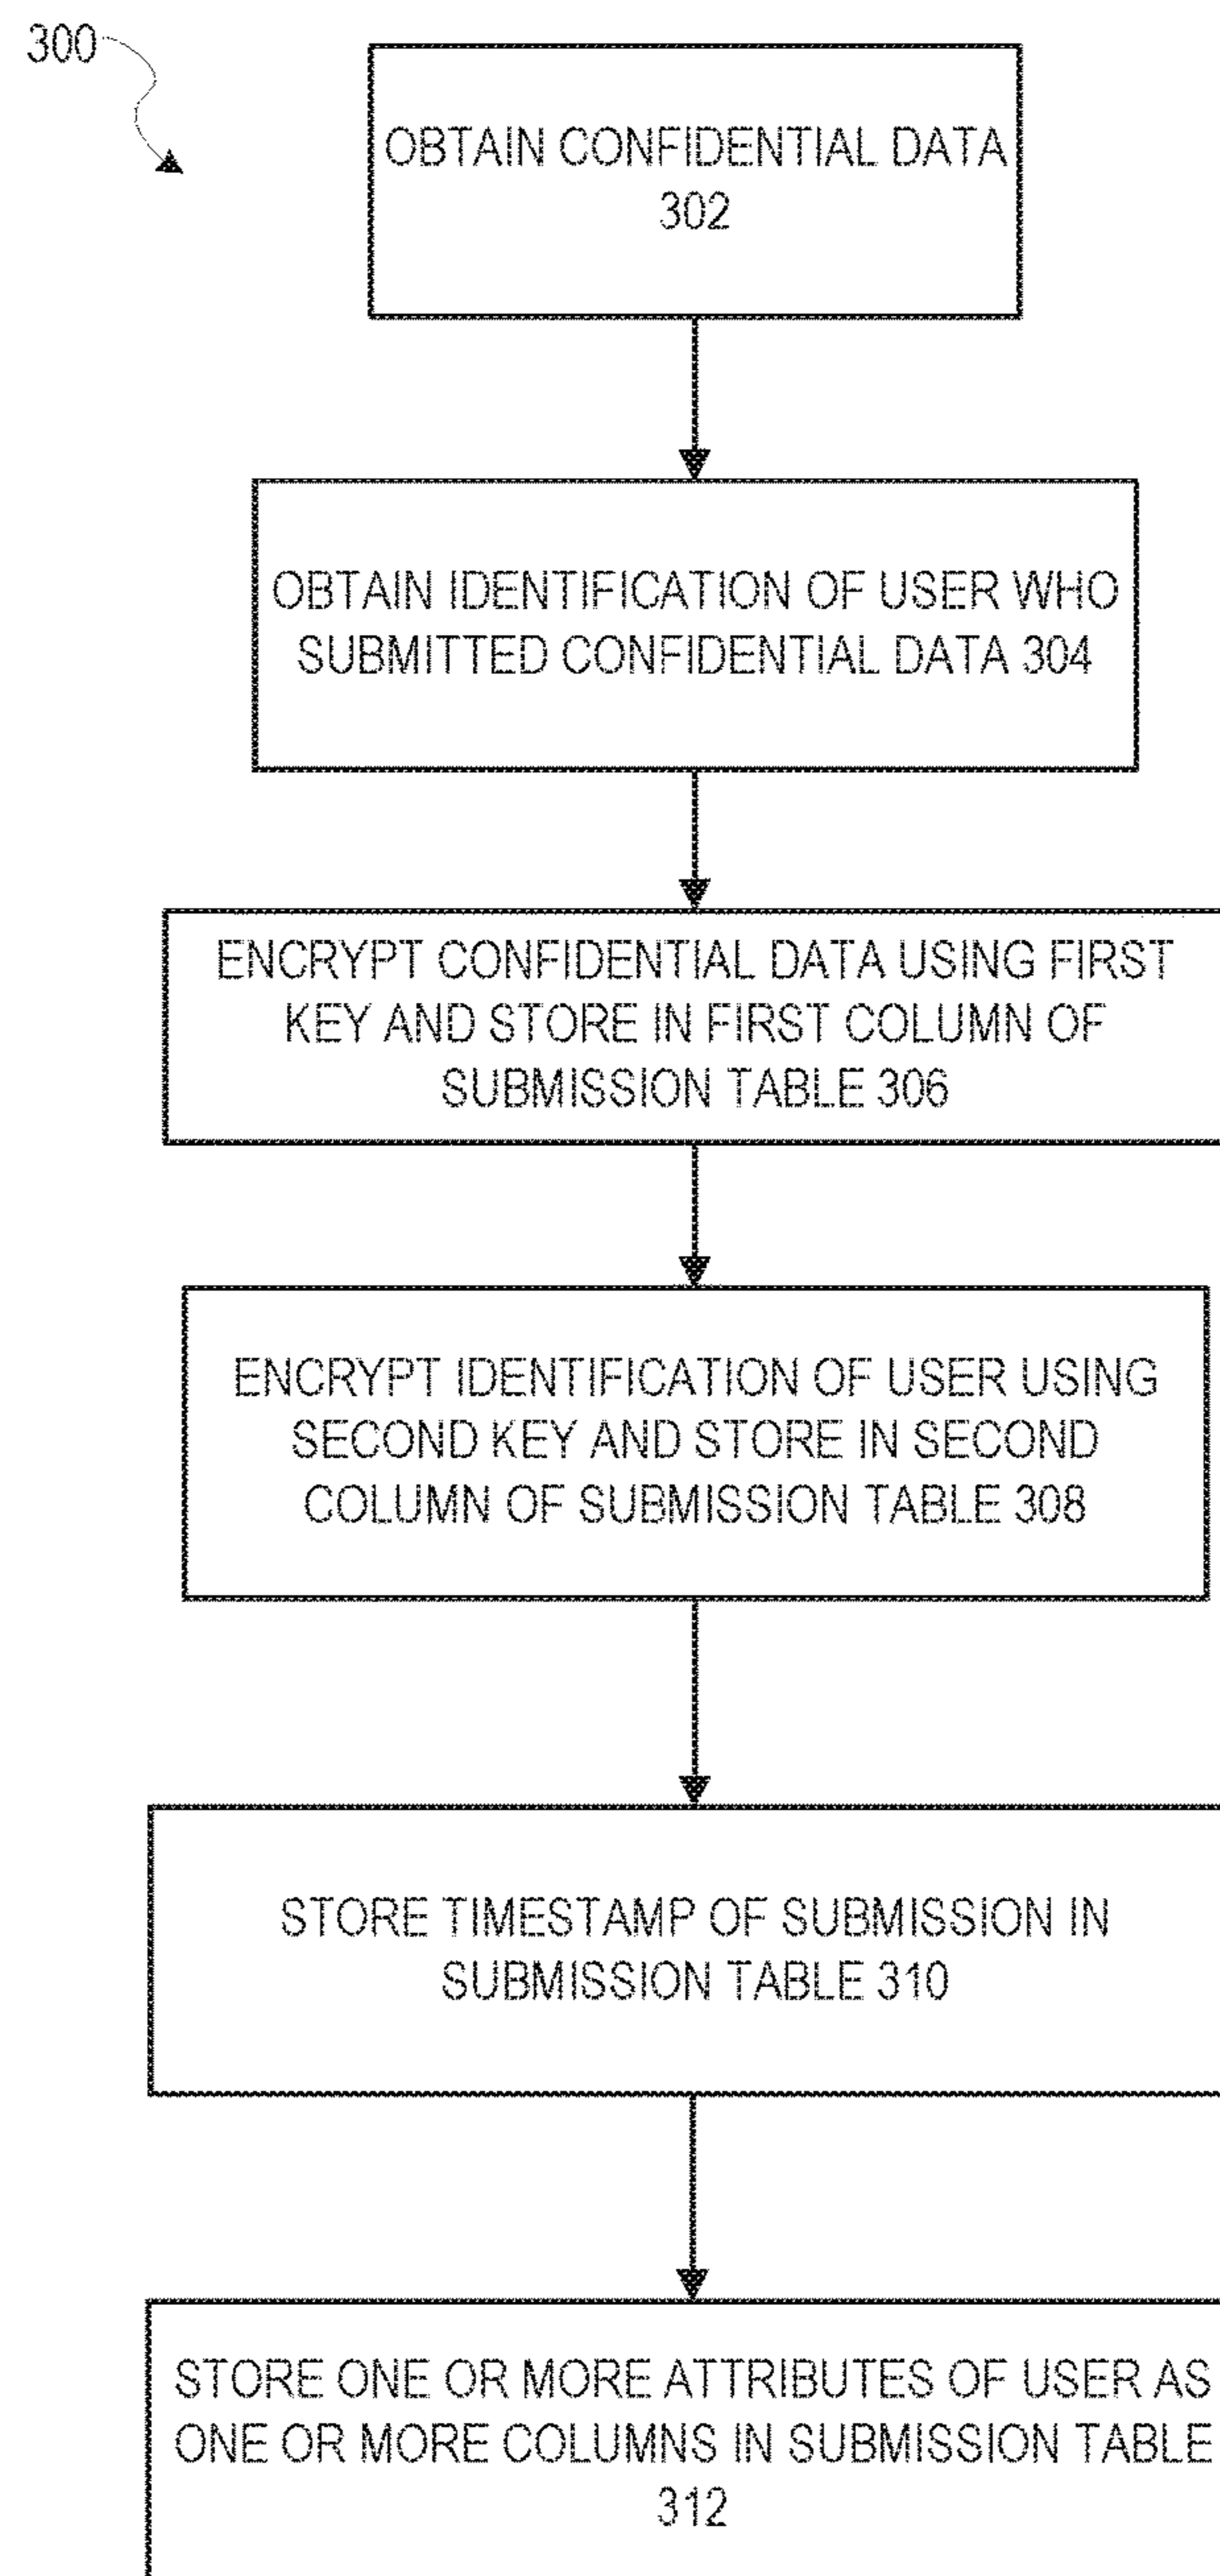 300
OBTAIN CONFIDENTIAL DATA
302
OBTAIN IDENTIFICATION OF USER WHO
SUBMITTED CONFIDENTIAL DATA 304
ENCRYPT CONFIDENTIAL DATA USING FIRST
KEY AND STORE IN FIRST COLUMN OF
SUBMISSION TABLE 306
ENCRYPT IDENTIFICATION OF USER USING
SECOND KEY AND STORE IN SECOND
COLUMN OF SUBMISSION TABLE 308
STORE TIMESTAMP OF SUBMISSION IN
SUBMISSION TABLE 310
STORE ONE OR MORE ATTRIBUTES OF USER AS
ONE OR MORE COLUMNS IN SUBMISSION TABLE
312